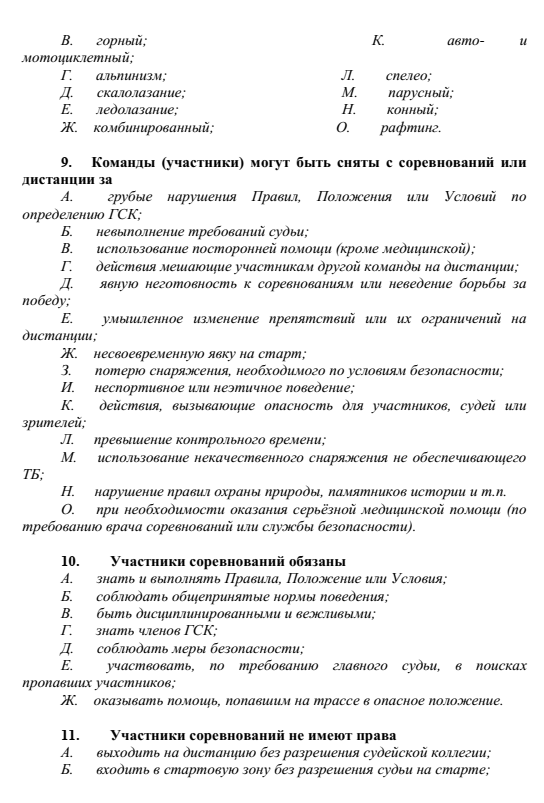 В. горный; К. авто- и
мотоциклетный;
Г. альпинизм; Л. спелео;
Д. скалолазание; М. парусный;
Е. ледолазание; Н. конный;
Ж. комбинированный; О. рафтинг.
9. Команды (участники) могут быть сняты с соревнований или
дистанции за
А. грубые нарушения Правил, Положения или Условий по
определению ГСК;
Б. невыполнение требований судьи;
В. использование посторонней помощи (кроме медицинской);
Г. действия мешающие участникам другой команды на дистанции;
Д. явную неготовность к соревнованиям или неведение борьбы за
победу;
Е. умышленное изменение препятствий или их ограничений на
дистанции;
Ж. несвоевременную явку на старт;
З. потерю снаряжения, необходимого по условиям безопасности;
И. неспортивное или неэтичное поведение;
К. действия, вызывающие опасность для участников, судей или
зрителей;
Л. превышение контрольного времени;
М. использование некачественного снаряжения не обеспечивающего
ТБ;
Н. нарушение правил охраны природы, памятников истории и т.п.
О. при необходимости оказания серьёзной медицинской помощи (по
требованию врача соревнований или службы безопасности).
10. Участники соревнований обязаны
А. знать и выполнять Правила, Положение или Условия;
Б. соблюдать общепринятые нормы поведения;
В. быть дисциплинированными и вежливыми;
Г. знать членов ГСК;
Д. соблюдать меры безопасности;
Е. участвовать, по требованию главного судьи, в поисках
пропавших участников;
Ж. оказывать помощь, попавшим на трассе в опасное положение.
11. Участники соревнований не имеют права
А. выходить на дистанцию без разрешения судейской коллегии;
Б. входить в стартовую зону без разрешения судьи на старте;